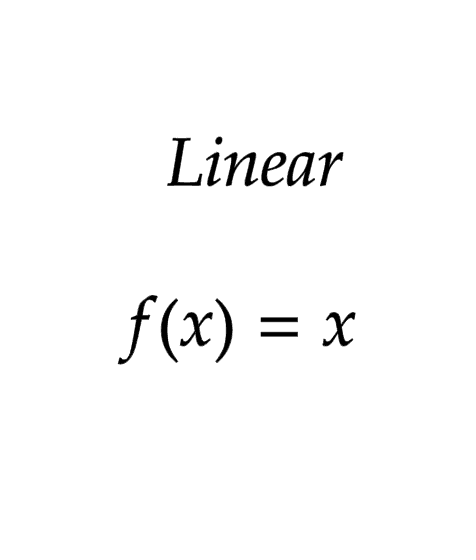 Linear
f(x) = x